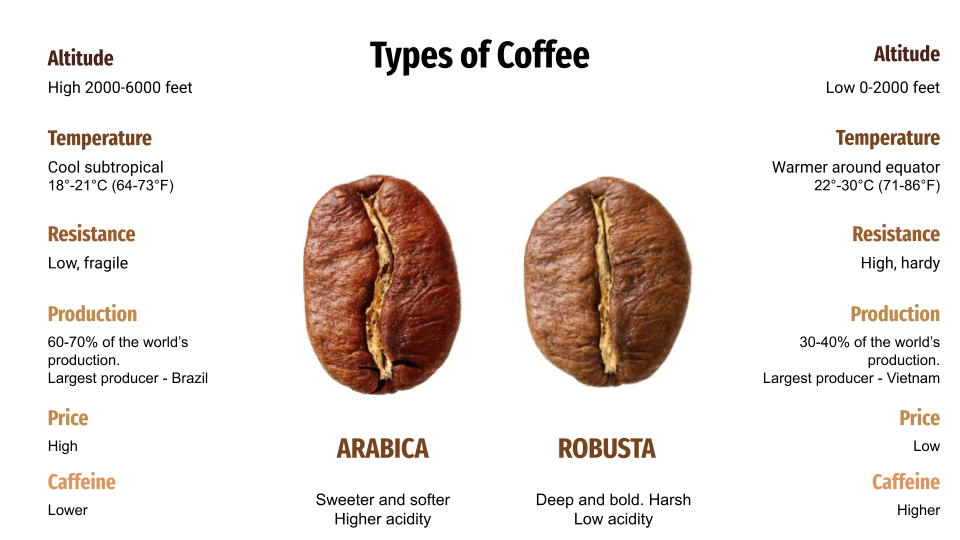 Types of Coffee
Altitude
High 2000-6000 feet
Temperature
Cool subtropical
18°-21°C (64-73°F)
Resistance
Low, fragile
Production
60-70% of the world’s
production.
Largest producer - Brazil
Price
High
Caffeine
Lower
ARABICA
Sweeter and softer
Higher acidity
ROBUSTA
Deep and bold. Harsh
Low acidity
Altitude
Low 0-2000 feet
Temperature
Warmer around equator
22°-30°C (71-86°F)
Resistance
High, hardy
Production
30-40% of the world’s
production.
Largest producer - Vietnam
Price
Low
Caffeine
Higher